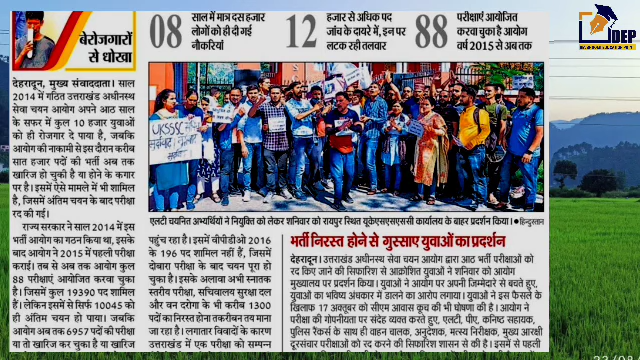 बेरोजगारों
से धोखा
08
साल में मात्र दस हजार
लोगों को ही दी गई
नौकरियां
12
हजार से अधिक पद
जांच के दायरे में, इन पर
लटक रही तलवार
88
परीक्षाएं आयोजित
करवा चुका है आयोग
वर्ष 2015 से अब तक
IDEP
देहरादून, मुख्य संवाददाता। साल
2014 में गठित उत्तराखंड अधीनस्थ
सेवा चयन आयोग अपने आठ साल
के सफर में कुल 10 हजार युवाओं
को ही रोजगार दे पाया है, जबकि
आयोग की नाकामी से इस दौरान करीब
सात हजार पदों की भर्ती अब तक
खारिज हो चुकी है या होने के कगार
पर है। इसमें ऐसे मामले में भी शामिल
है, जिसमें अंतिम चयन के बाद परीक्षा
रद की गई।
राज्य सरकार ने साल 2014 में इस
भर्ती आयोग का गठन किया था, इसके
बाद आयोग ने 2015 में पहली परीक्षा
कराई। तब से अब तक आयोग कुल
88 परीक्षाएं आयोजित करवा चुका
है। जिसमें कुल 19390 पद शामिल
हैं। लेकिन इसमें से सिर्फ 10045 को
ही अंतिम चयन हो पाया। जबकि
आयोग अब तक 6957 पदों की परीक्षा
या तो खारिज कर चुका है या खारिज
UKSSSC
एलटी चयनित अभ्यर्थियों ने नियुक्ति को लेकर शनिवार को रायपुर स्थित यूकेएसएसएससी कार्यालय के बाहर प्रदर्शन किया। ● हिन्दुस्तान
पहुंच रहा है। इसमें वीपीडीओ 2016
के 196 पद शामिल नहीं हैं, जिसमें
दोबारा परीक्षा के बाद चयन पूरा हो
चुका है। इसके अलावा अभी स्नातक
स्तरीय परीक्षा, सचिवालय सुरक्षा दल
और वन दरोगा के भी करीब 1300
पदों का निरस्त होना तकरीबन तय माना
जा रहा है। लगातार विवादों के कारण
उत्तराखंड में एक परीक्षा को सम्पन्न
भर्ती निरस्त होने से गुस्साए युवाओं का प्रदर्शन
देहरादून। उत्तराखंड अधीनस्थ सेवा चयन आयोग द्वारा आठ भर्ती परीक्षाओं को
रद किए जाने की सिफारिश से आक्रोशित युवाओं ने शनिवार को आयोग
मुख्यालय पर प्रदर्शन किया। युवाओं ने आयोग पर अपनी जिम्मेदारी से बचते हुए,
युवाओं का भविष्य अंधकार में डालने का आरोप लगाया। युवाओं ने इस फैसले के
खिलाफ 17 अक्तूबर को सीएम आवास कूच की भी घोषणा की है। आयोग ने
परीक्षा की गोपनीयता पर संदेह व्यक्त करते हुए, एलटी, पीए, कनिष्ठ सहायक,
पुलिस रैंकर्स के साथ ही वाहन चालक, अनुदेशक, मत्स्य निरीक्षक, मुख्य आरक्षी
दूरसंचार परीक्षाओं को रद करने की सिफारिश शासन से की है। इसमें से पहली